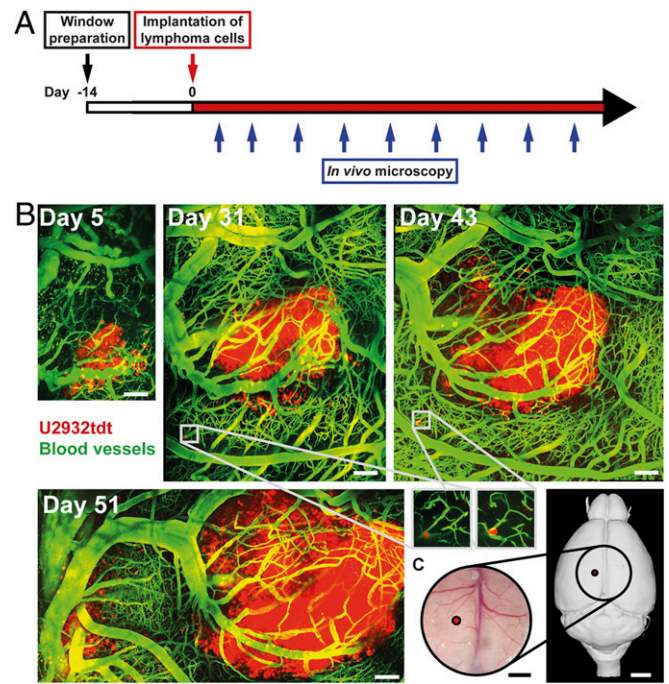 A
Window
preparation
Implantation of
lymphoma cells
Day -14 0
In vivo microscopy
B
Day 5
Day 31
Day 43
U2932tdt
Blood vessels
Day 51
C